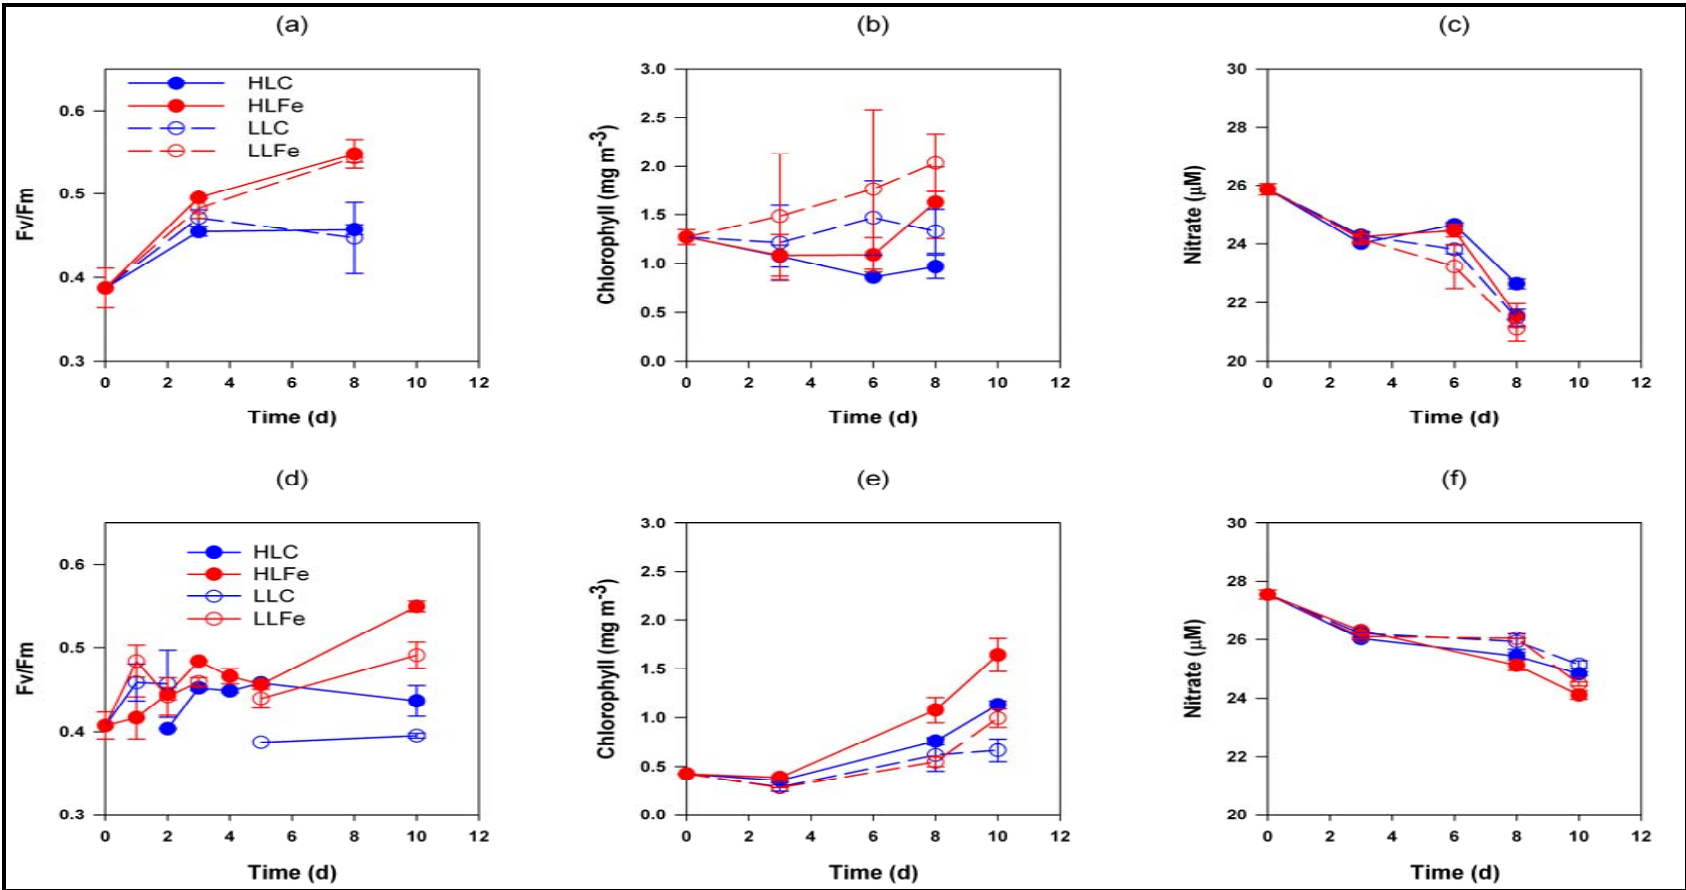 (a)
(b)
(c)
HLC
HLFe
LLC
LLFe
0.6
0.5
0.4
0.3
Fv/Fm
0 2 4 6 8 10 12
Time (d)
3.0
2.5
2.0
1.5
1.0
0.5
0.0
Chlorophyll (mg m-3)
0 2 4 6 8 10 12
Time (d)
30
28
26
24
22
20
Nitrate (μM)
0 2 4 6 8 10 12
Time (d)
(d)
(e)
(f)
HLC
HLFe
LLC
LLFe
0.6
0.5
0.4
0.3
Fv/Fm
0 2 4 6 8 10 12
Time (d)
3.0
2.5
2.0
1.5
1.0
0.5
0.0
Chlorophyll (mg m-3)
0 2 4 6 8 10 12
Time (d)
30
28
26
24
22
20
Nitrate (μM)
0 2 4 6 8 10 12
Time (d)